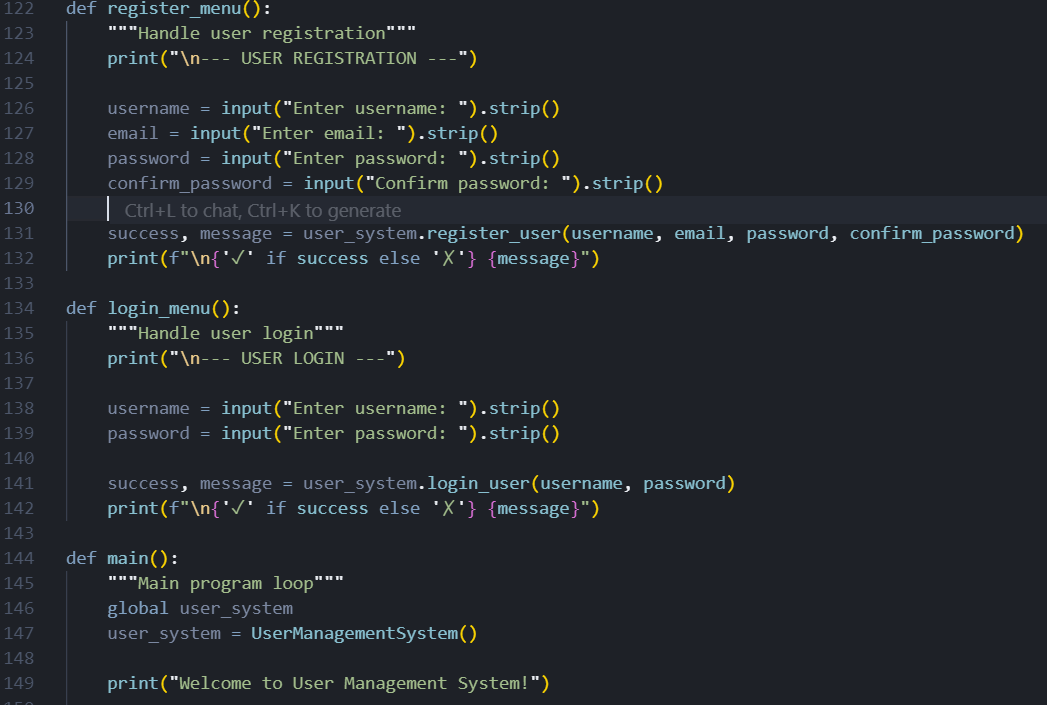 122 def register_menu():
123     """Handle user registration"""
124     print("\n--- USER REGISTRATION ---")
125
126     username = input("Enter username: ").strip()
127     email = input("Enter email: ").strip()
128     password = input("Enter password: ").strip()
129     confirm_password = input("Confirm password: ").strip()
130     Ctrl+L to chat, Ctrl+K to generate
131     success, message = user_system.register_user(username, email, password, confirm_password)
132     print(f"\n{'✓' if success else '✗'} {message}")
133
134 def login_menu():
135     """Handle user login"""
136     print("\n--- USER LOGIN ---")
137
138     username = input("Enter username: ").strip()
139     password = input("Enter password: ").strip()
140
141     success, message = user_system.login_user(username, password)
142     print(f"\n{'✓' if success else '✗'} {message}")
143
144 def main():
145     """Main program loop"""
146     global user_system
147     user_system = UserManagementSystem()
148
149     print("Welcome to User Management System!")